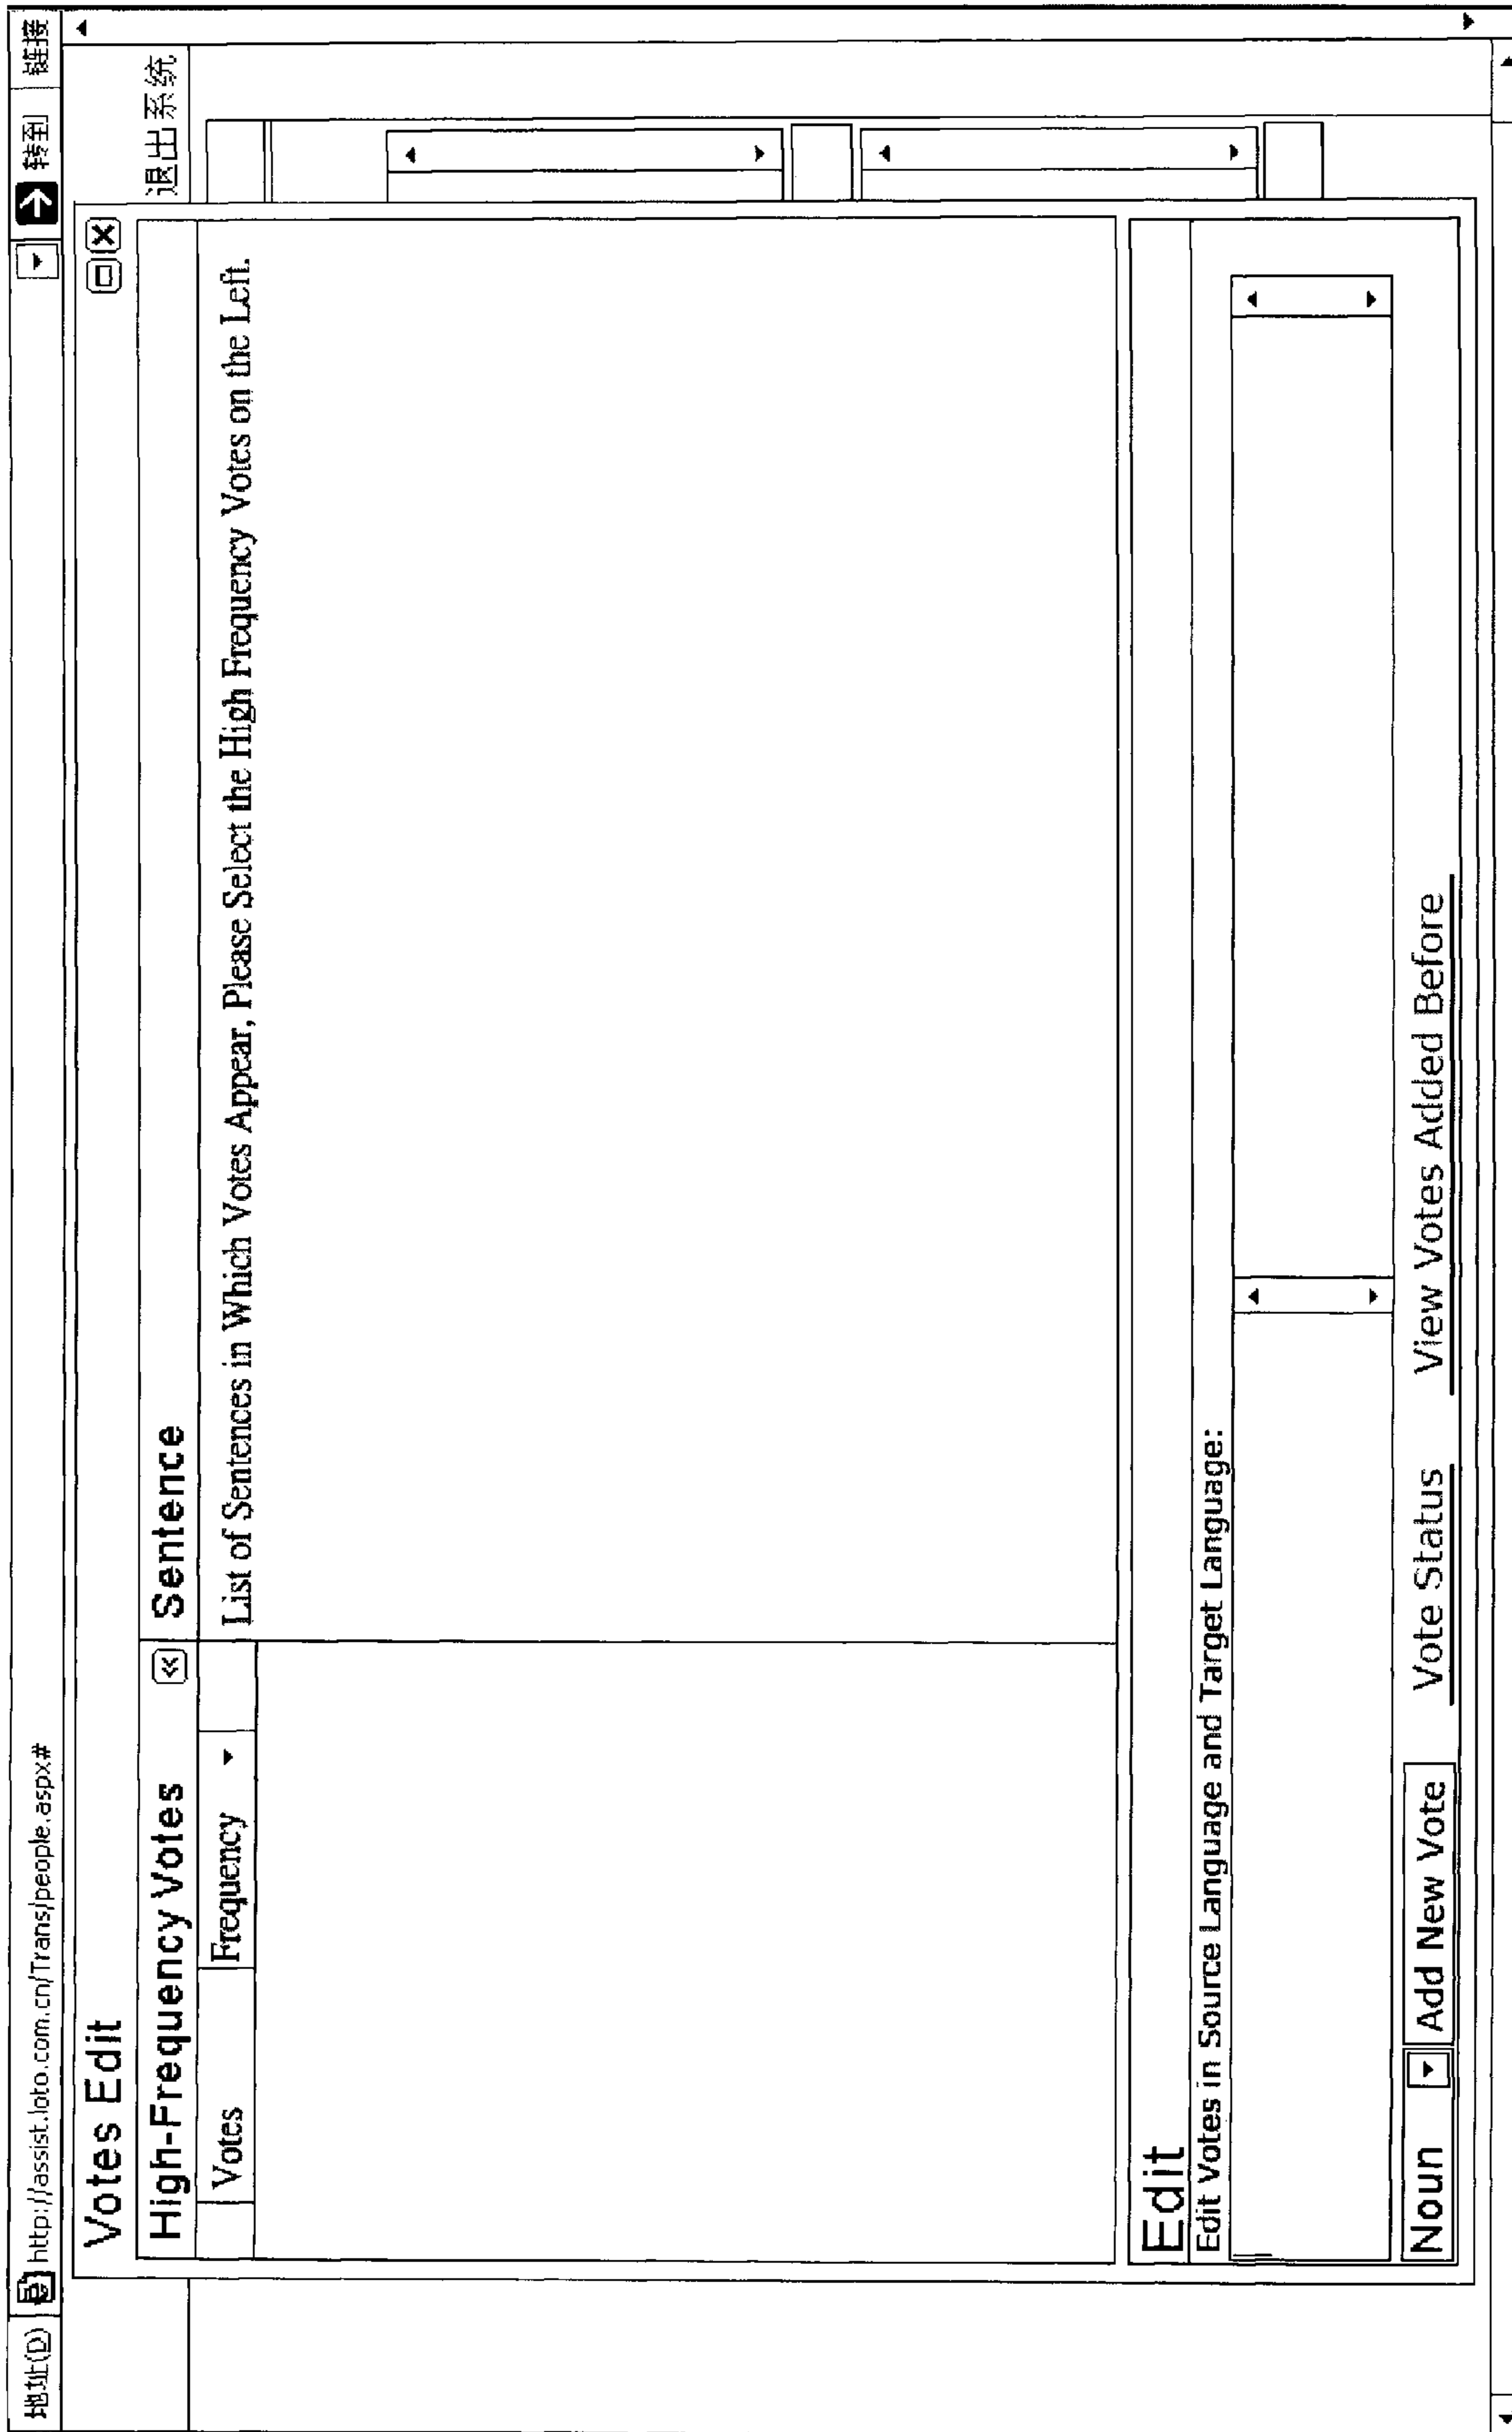 地址(D) http://assist.loto.com.cn/Trans/people.aspx# 转到 链接
退出系统
Votes Edit
High-Frequency Votes Sentence
Votes Frequency
List of Sentences in Which Votes Appear, Please Select the High Frequency Votes on the Left.
Edit
Edit Votes in Source Language and Target Language:
Noun Add New Vote Vote Status View Votes Added Before